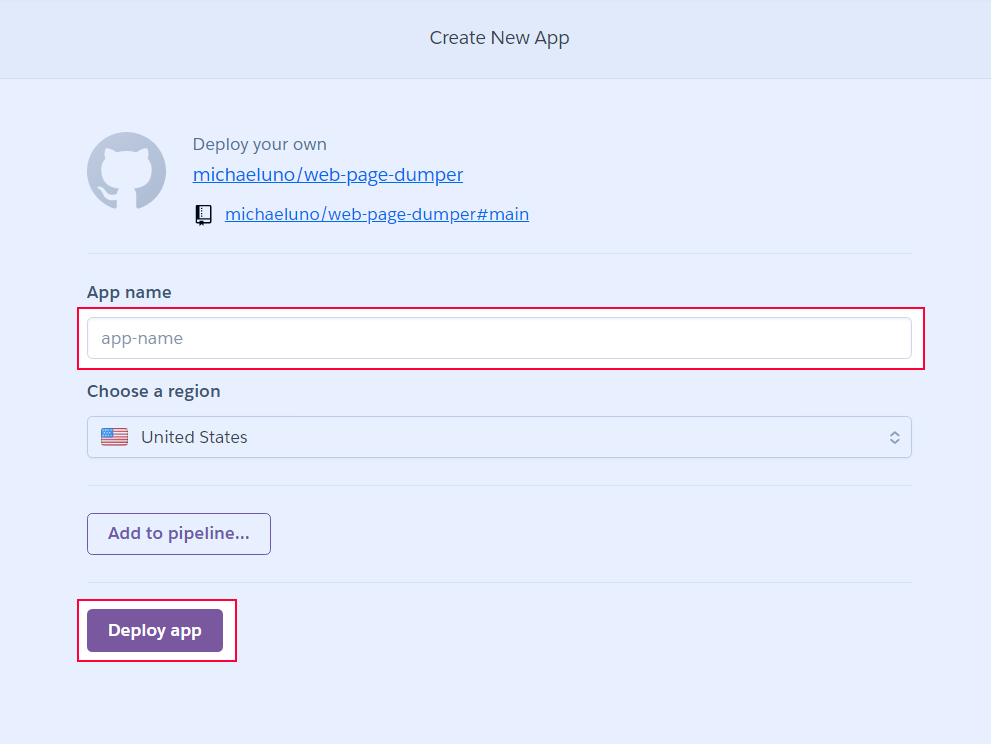 Create New App
Deploy your own
michaeluno/web-page-dumper
michaeluno/web-page-dumper#main
App name
app-name
Choose a region
United States
Add to pipeline...
Deploy app